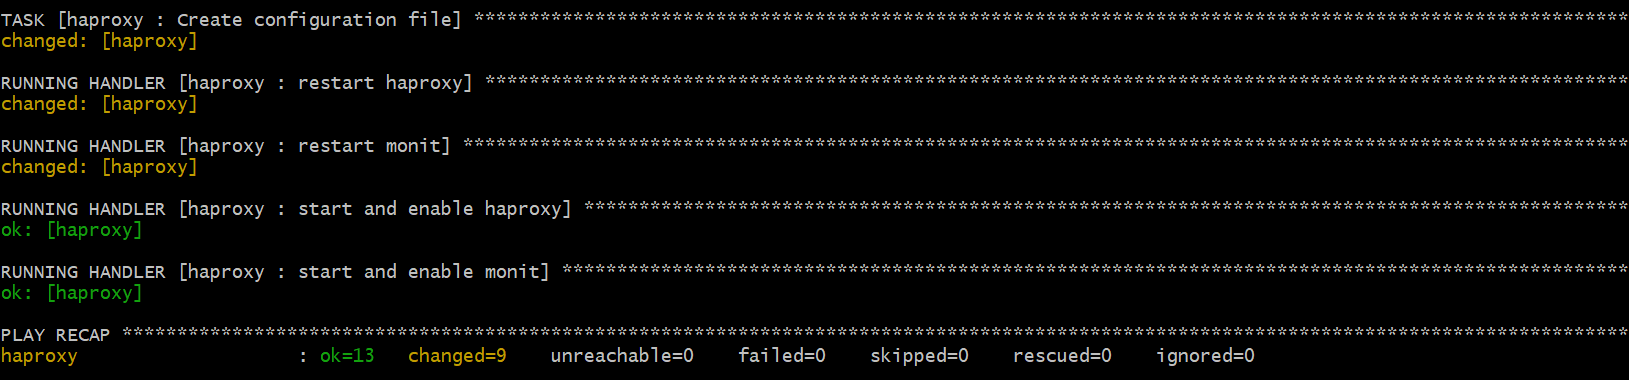 TASK [haproxy : Create configuration file] *********************************************************************************************************
changed: [haproxy]
RUNNING HANDLER [haproxy : restart haproxy] ********************************************************************************************************
changed: [haproxy]
RUNNING HANDLER [haproxy : restart monit] **********************************************************************************************************
changed: [haproxy]
RUNNING HANDLER [haproxy : start and enable haproxy] ***********************************************************************************************
ok: [haproxy]
RUNNING HANDLER [haproxy : start and enable monit] *************************************************************************************************
ok: [haproxy]
PLAY RECAP *****************************************************************************************************************************************
haproxy                    : ok=13   changed=9    unreachable=0    failed=0    skipped=0    rescued=0    ignored=0